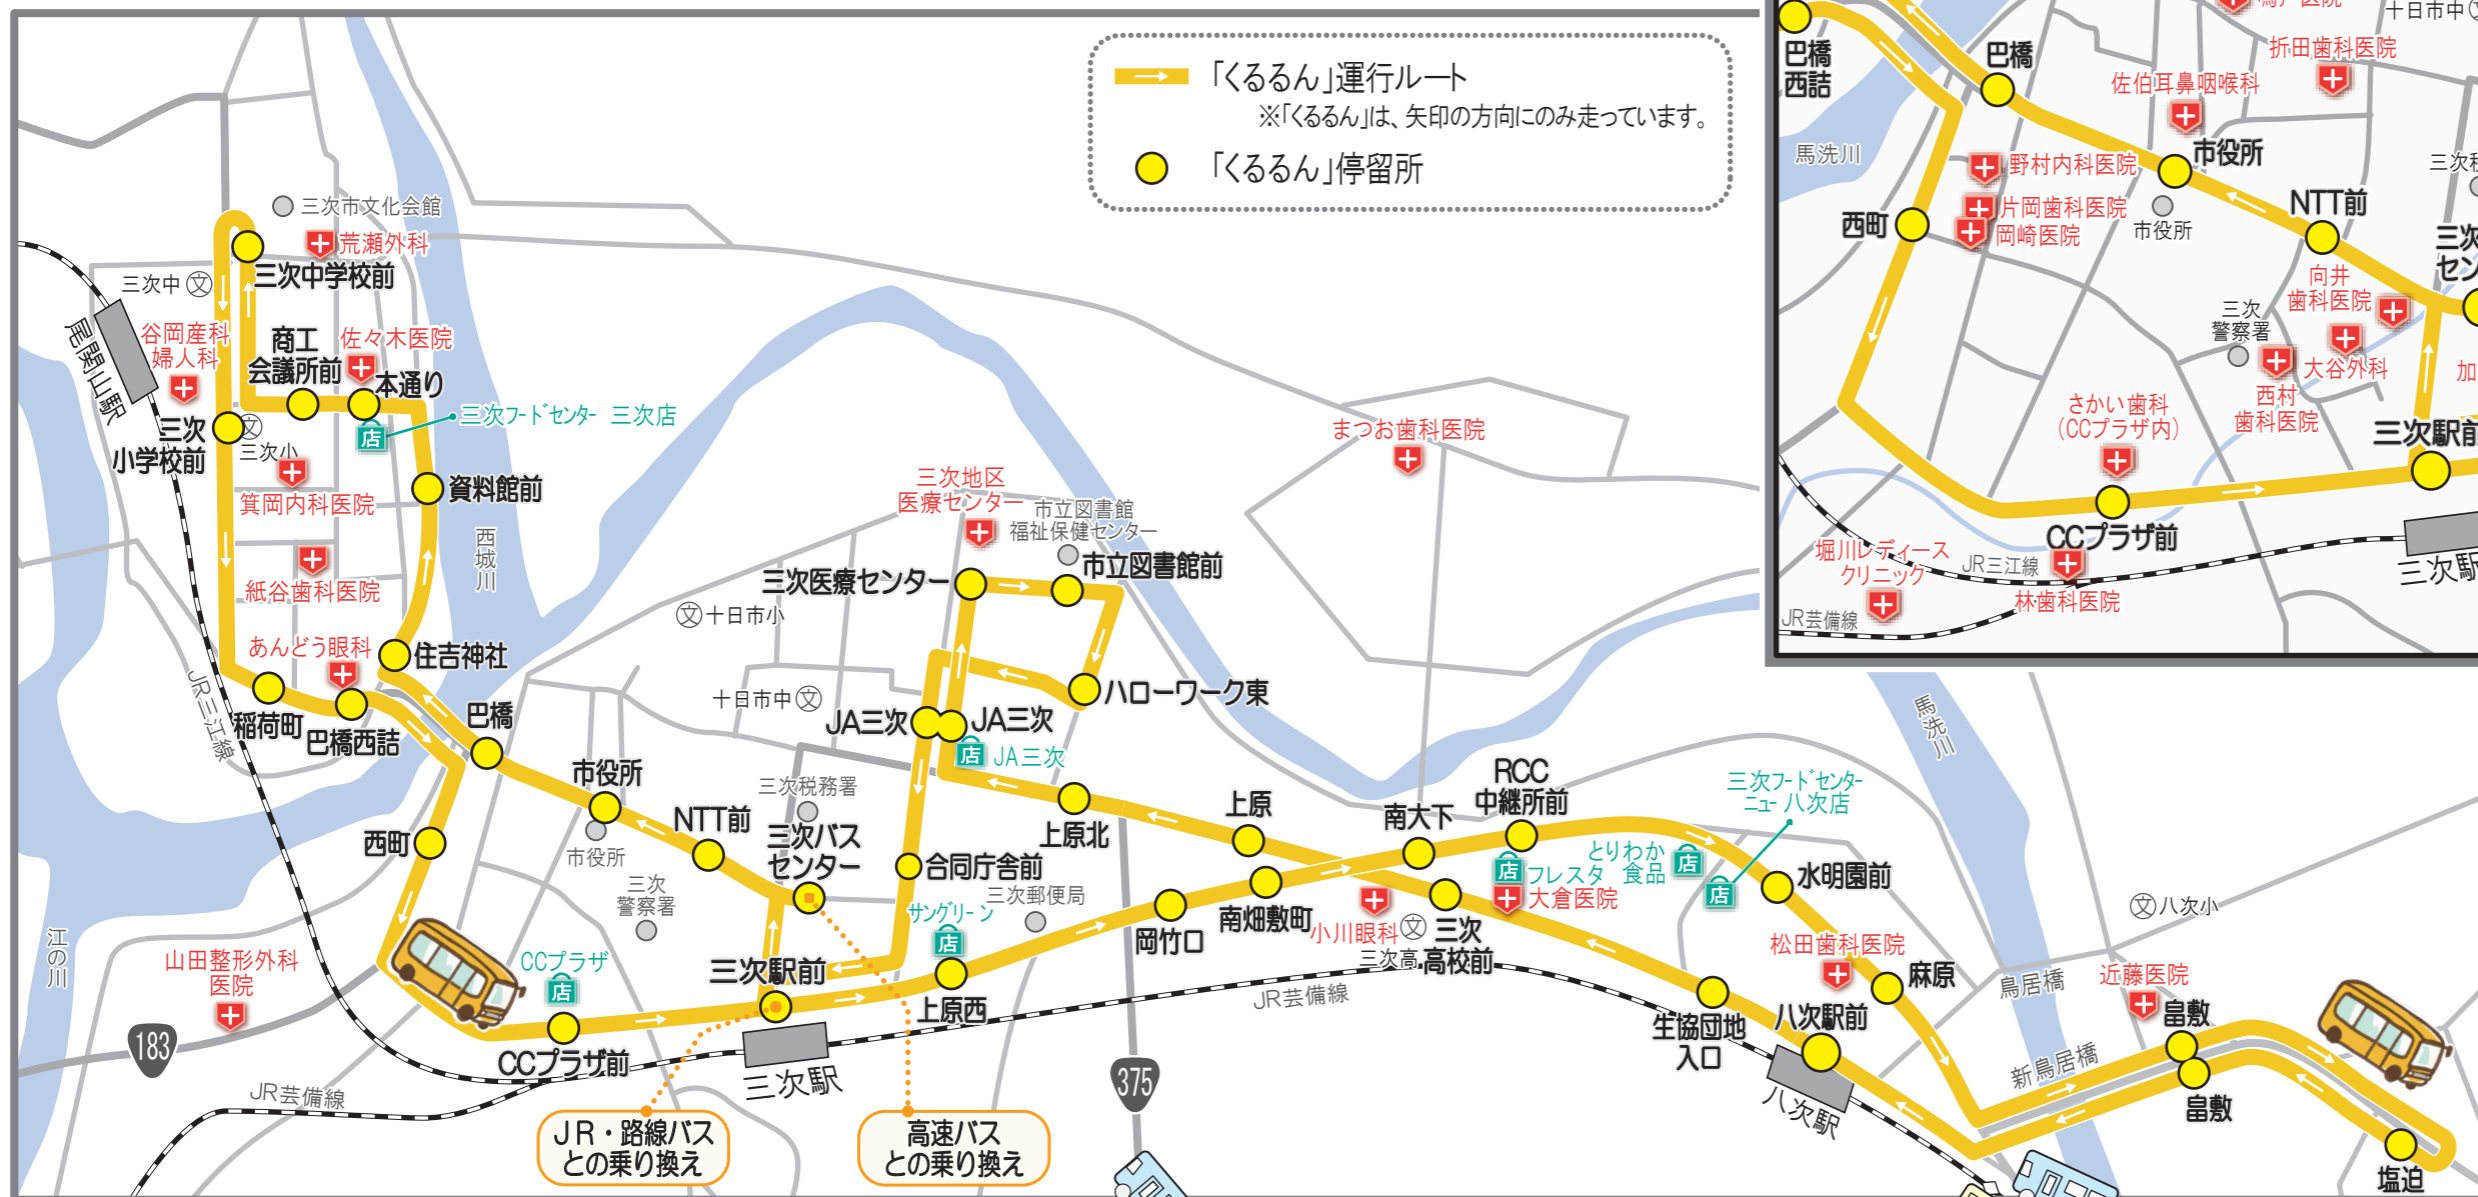 「くるるん」運行ルート
※「くるるん」は、矢印の方向にのみ走っています。
「くるるん」停留所
三次市文化会館
荒瀬外科
三次中学校前
三次中
文
尾関山駅
谷岡産科
婦人科
商工
会議所前
佐々木医院
本通り
三次フードセンター 三次店
店
三次
小学校前
文
三次小
箕岡内科医院
資料館前
西城川
紙谷歯科医院
あんどう眼科
住吉神社
稲荷町
巴橋西詰
巴橋
JR三江線
西町
市役所
市役所
NTT前
三次税務署
三次バス
センター
三次
警察署
江の川
山田整形外科
医院
183
JR芸備線
CCプラザ
店
CCプラザ前
三次駅前
三次駅
JR・路線バス
との乗り換え
高速バス
との乗り換え
文
十日市小
十日市中
文
三次地区
医療センター
市立図書館
福祉保健センター
三次医療センター
市立図書館前
ハローワーク東
JA三次
JA三次
店
JA三次
上原北
合同庁舎前
三次郵便局
サングリーン
店
上原西
375
まつお歯科医院
上原
岡竹口
南畑敷町
南大下
RCC
中継所前
店
フレスタ
大倉医院
とりわか
食品
店
三次フードセンター
ニュー八次店
店
小川眼科
文
三次高
三次
高校前
JR芸備線
水明園前
松田歯科医院
麻原
生協団地
入口
八次駅前
八次駅
馬洗川
鳥居橋
新鳥居橋
文
八次小
近藤医院
畠敷
畠敷
塩迫
巴橋
西詰
巴橋
十日市中
折田歯科医院
佐伯耳鼻咽喉科
馬洗川
野村内科医院
片岡歯科医院
岡崎医院
市役所
市役所
NTT前
西町
向井
歯科医院
三次
警察署
大谷外科
西村
歯科医院
さかい歯科
(CCプラザ内)
三次駅前
CCプラザ前
堀川レディース
クリニック
JR三江線
林歯科医院
JR芸備線
三次駅